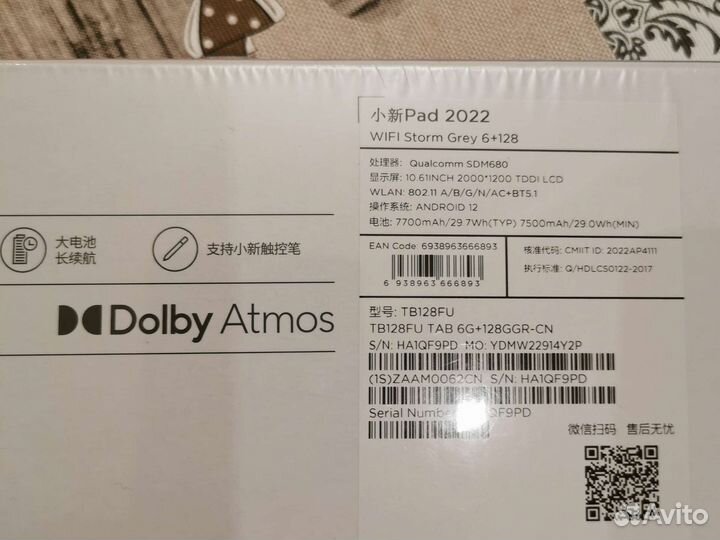 小新Pad 2022
WIFI Storm Grey 6+128
处理器: Qualcomm SDM680
显示屏: 10.61INCH 2000*1200 TDDI LCD
WLAN: 802.11 A/B/G/N/AC+BT5.1
操作系统: ANDROID 12
电池: 7700mAh/29.7Wh(TYP) 7500mAh/29.0Wh(MIN)
大电池
长续航
支持小新触控笔
Dolby Atmos
EAN Code: 6938963666893
6 938963 666893
核准代码: CMIIT ID: 2022AP4111
执行标准: Q/HDLCS0122-2017
型号: TB128FU
TB128FU TAB 6G+128GGR-CN
S/N: HA1QF9PD MO: YDMW22914Y2P
(1S)ZAAM0062CN S/N: HA1QF9PD
Serial Number QF9PD
微信扫码 售后无忧
Avito